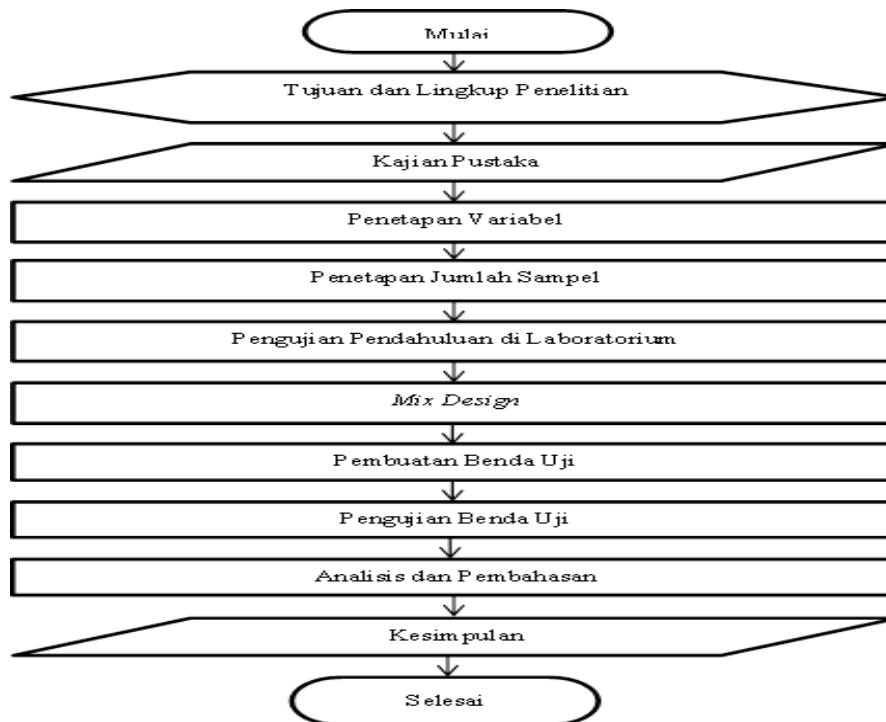 Mulai
Tujuan dan Lingkup Penelitian
Kajian Pustaka
Penetapan Variabel
Penetapan Jumlah Sampel
Pengujian Pendahuluan di Laboratorium
Mix Design
Pembuatan Benda Uji
Pengujian Benda Uji
Analisis dan Pembahasan
Kesimpulan
Selesai